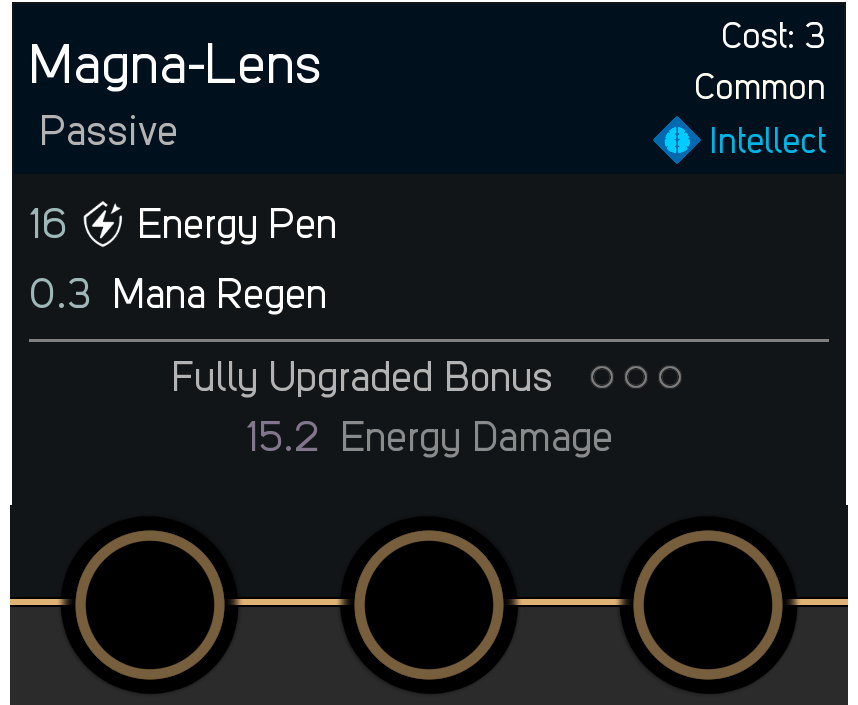 Magna-Lens
Cost: 3
Common
Passive
Intellect
16 Energy Pen
0.3 Mana Regen
Fully Upgraded Bonus
15.2 Energy Damage